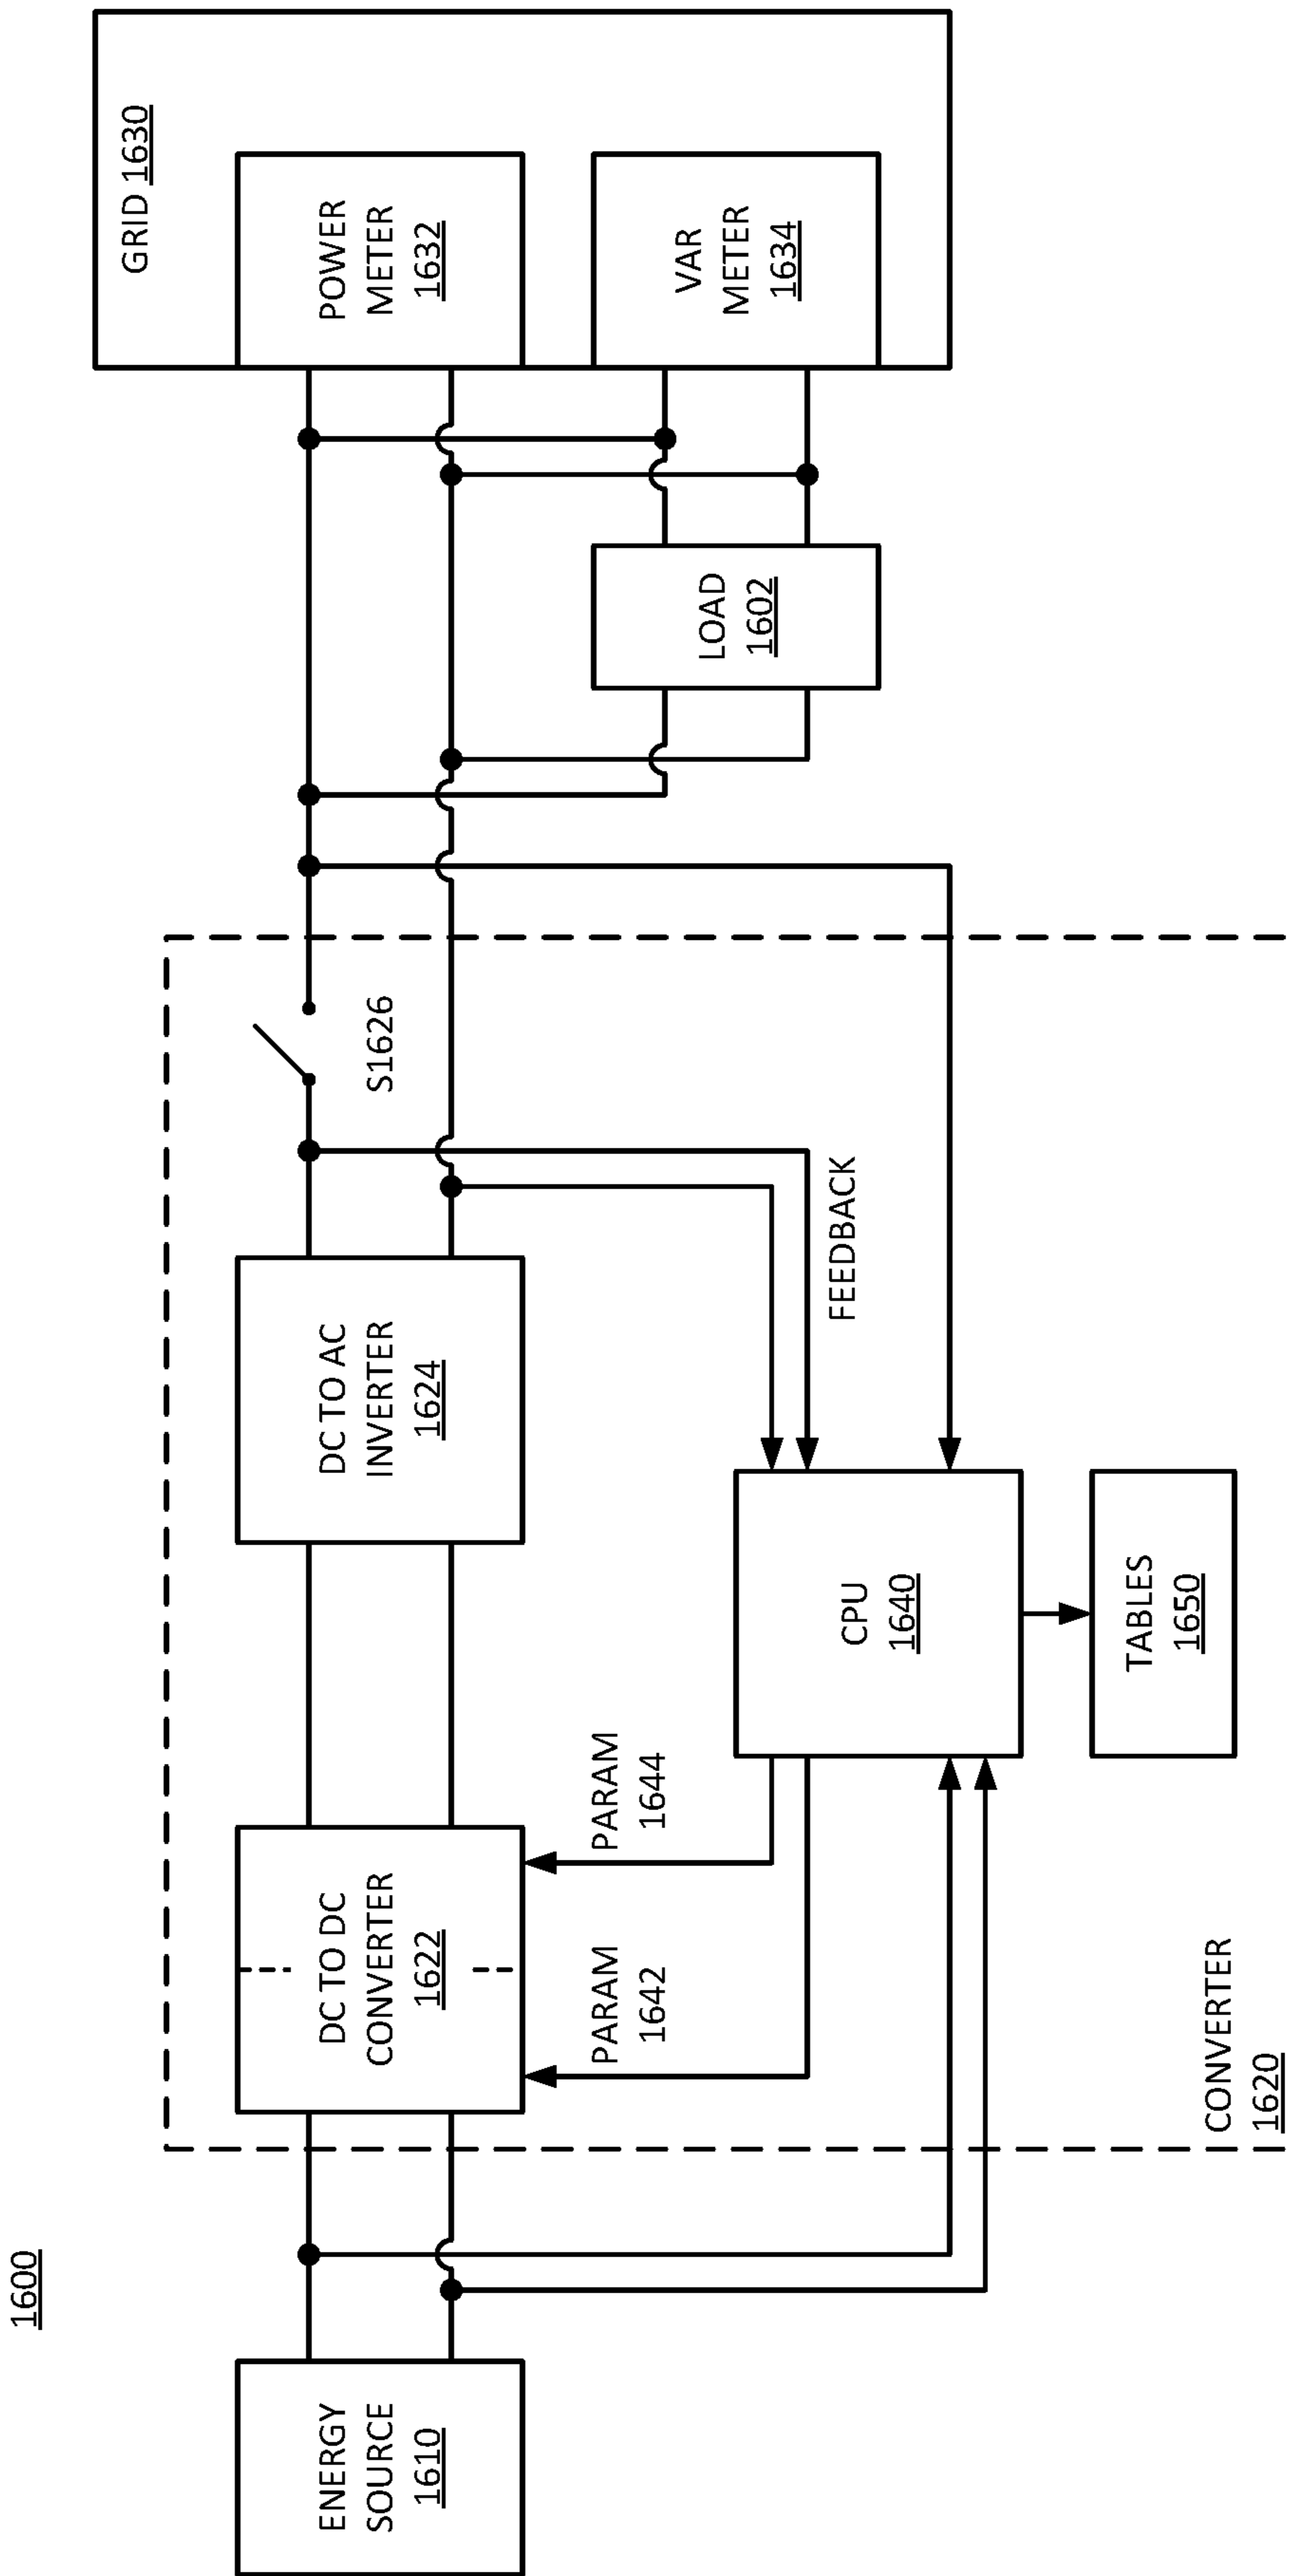 1600
ENERGY
SOURCE
1610
DC TO DC
CONVERTER
1622
DC TO AC
INVERTER
1624
S1626
GRID 1630
POWER
METER
1632
VAR
METER
1634
LOAD
1602
PARAM
1642
PARAM
1644
FEEDBACK
CPU
1640
TABLES
1650
CONVERTER
1620